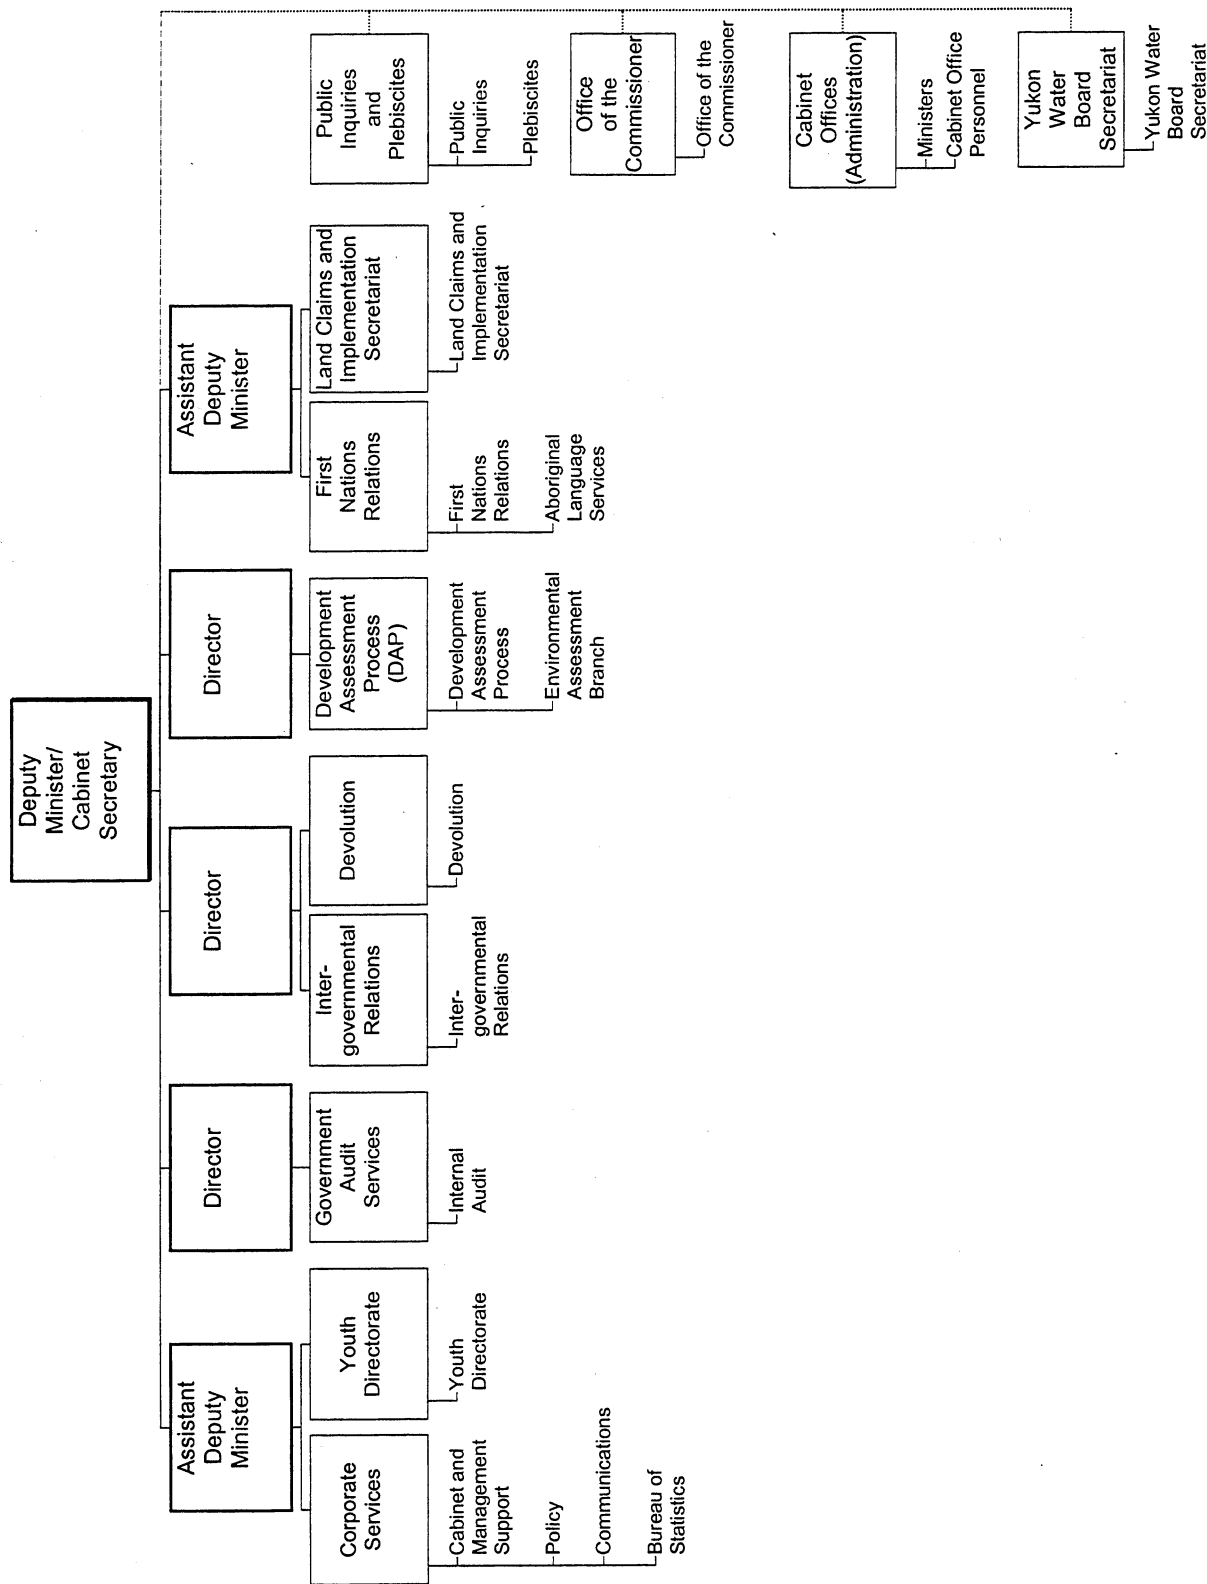 Deputy
Minister/
Cabinet
Secretary
Assistant
Deputy
Minister
Director
Director
Director
Assistant
Deputy
Minister
Corporate
Services
Youth
Directorate
Government
Audit
Services
Inter-
governmental
Relations
Devolution
Development
Assessment
Process
(DAP)
First
Nations
Relations
Land Claims and
Implementation
Secretariat
Public
Inquiries
and
Plebiscites
Cabinet and
Management
Support
Policy
Communications
Bureau of
Statistics
Youth
Directorate
Internal
Audit
Inter-
governmental
Relations
Devolution
Development
Assessment
Process
Environmental
Assessment
Branch
First
Nations
Relations
Aboriginal
Language
Services
Land Claims and
Implementation
Secretariat
Public
Inquiries
Plebiscites
Office
of the
Commissioner
Office of the
Commissioner
Cabinet
Offices
(Administration)
Ministers
Cabinet Office
Personnel
Yukon
Water
Board
Secretariat
Yukon Water
Board
Secretariat